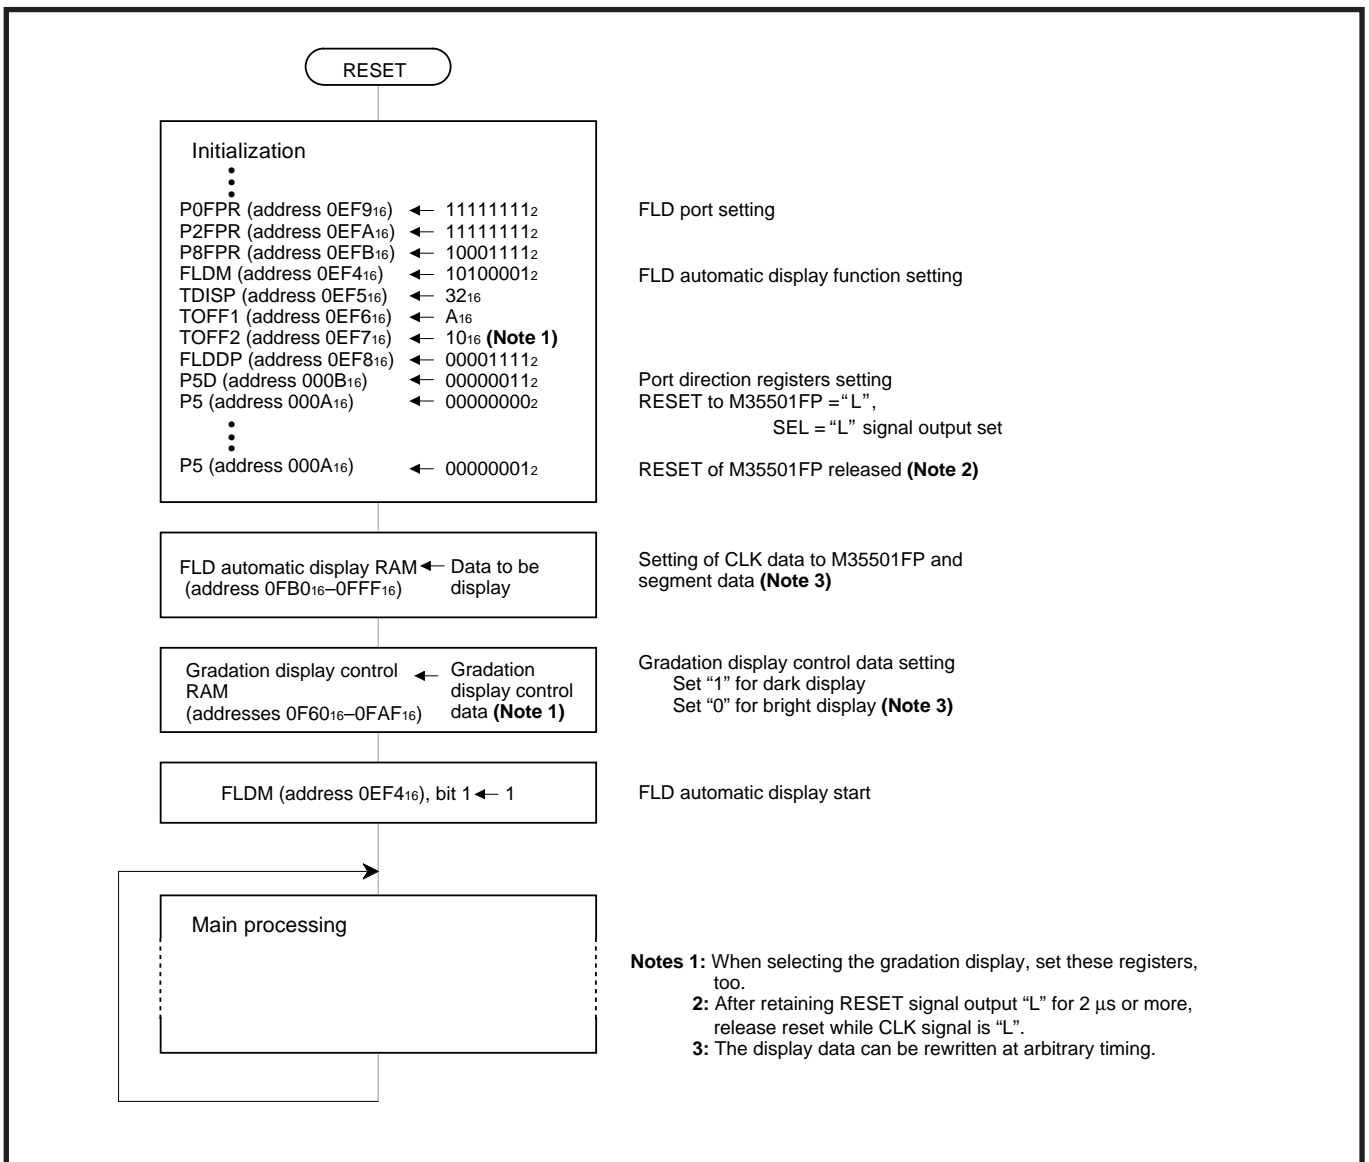 RESET
Initialization
P0FPR (address 0EF916) ← 111111112 FLD port setting
P2FPR (address 0EFA16) ← 111111112
P8FPR (address 0EFB16) ← 100011112
FLDM (address 0EF416) ← 101000012 FLD automatic display function setting
TDISP (address 0EF516) ← 3216
TOFF1 (address 0EF616) ← A16
TOFF2 (address 0EF716) ← 1016 (Note 1)
FLDDP (address 0EF816) ← 000011112
P5D (address 000B16) ← 000000112 Port direction registers setting
P5 (address 000A16) ← 000000002 RESET to M35501FP =“L”,
SEL = “L” signal output set
P5 (address 000A16) ← 000000012 RESET of M35501FP released (Note 2)
FLD automatic display RAM ← Data to be Setting of CLK data to M35501FP and
(address 0FB016–0FFF16) display segment data (Note 3)
Gradation display control ← Gradation Gradation display control data setting
RAM display control Set “1” for dark display
(addresses 0F6016–0FAF16) data (Note 1) Set “0” for bright display (Note 3)
FLDM (address 0EF416), bit 1 ← 1 FLD automatic display start
Main processing
Notes 1: When selecting the gradation display, set these registers,
too.
2: After retaining RESET signal output “L” for 2 μs or more,
release reset while CLK signal is “L”.
3: The display data can be rewritten at arbitrary timing.